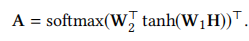 A = softmax(W₂⊤ tanh(W₁H))⊤.